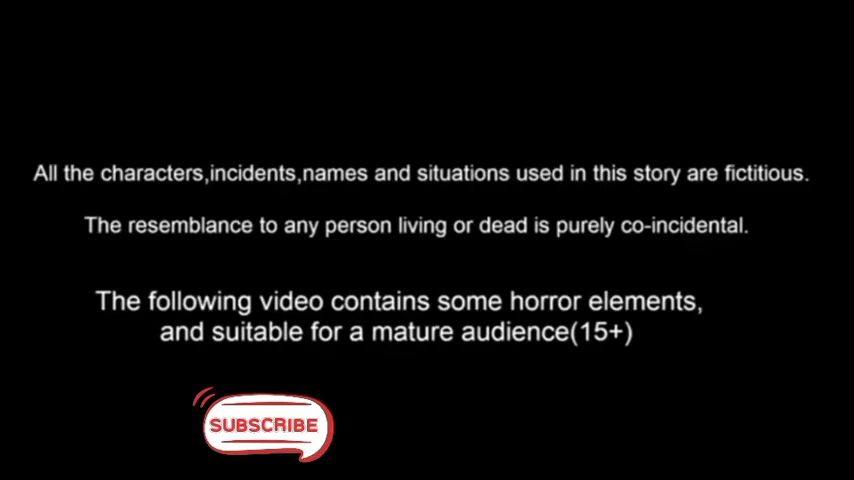 All the characters,incidents,names and situations used in this story are fictitious.
The resemblance to any person living or dead is purely co-incidental.
The following video contains some horror elements,
and suitable for a mature audience(15+)
SUBSCRIBE